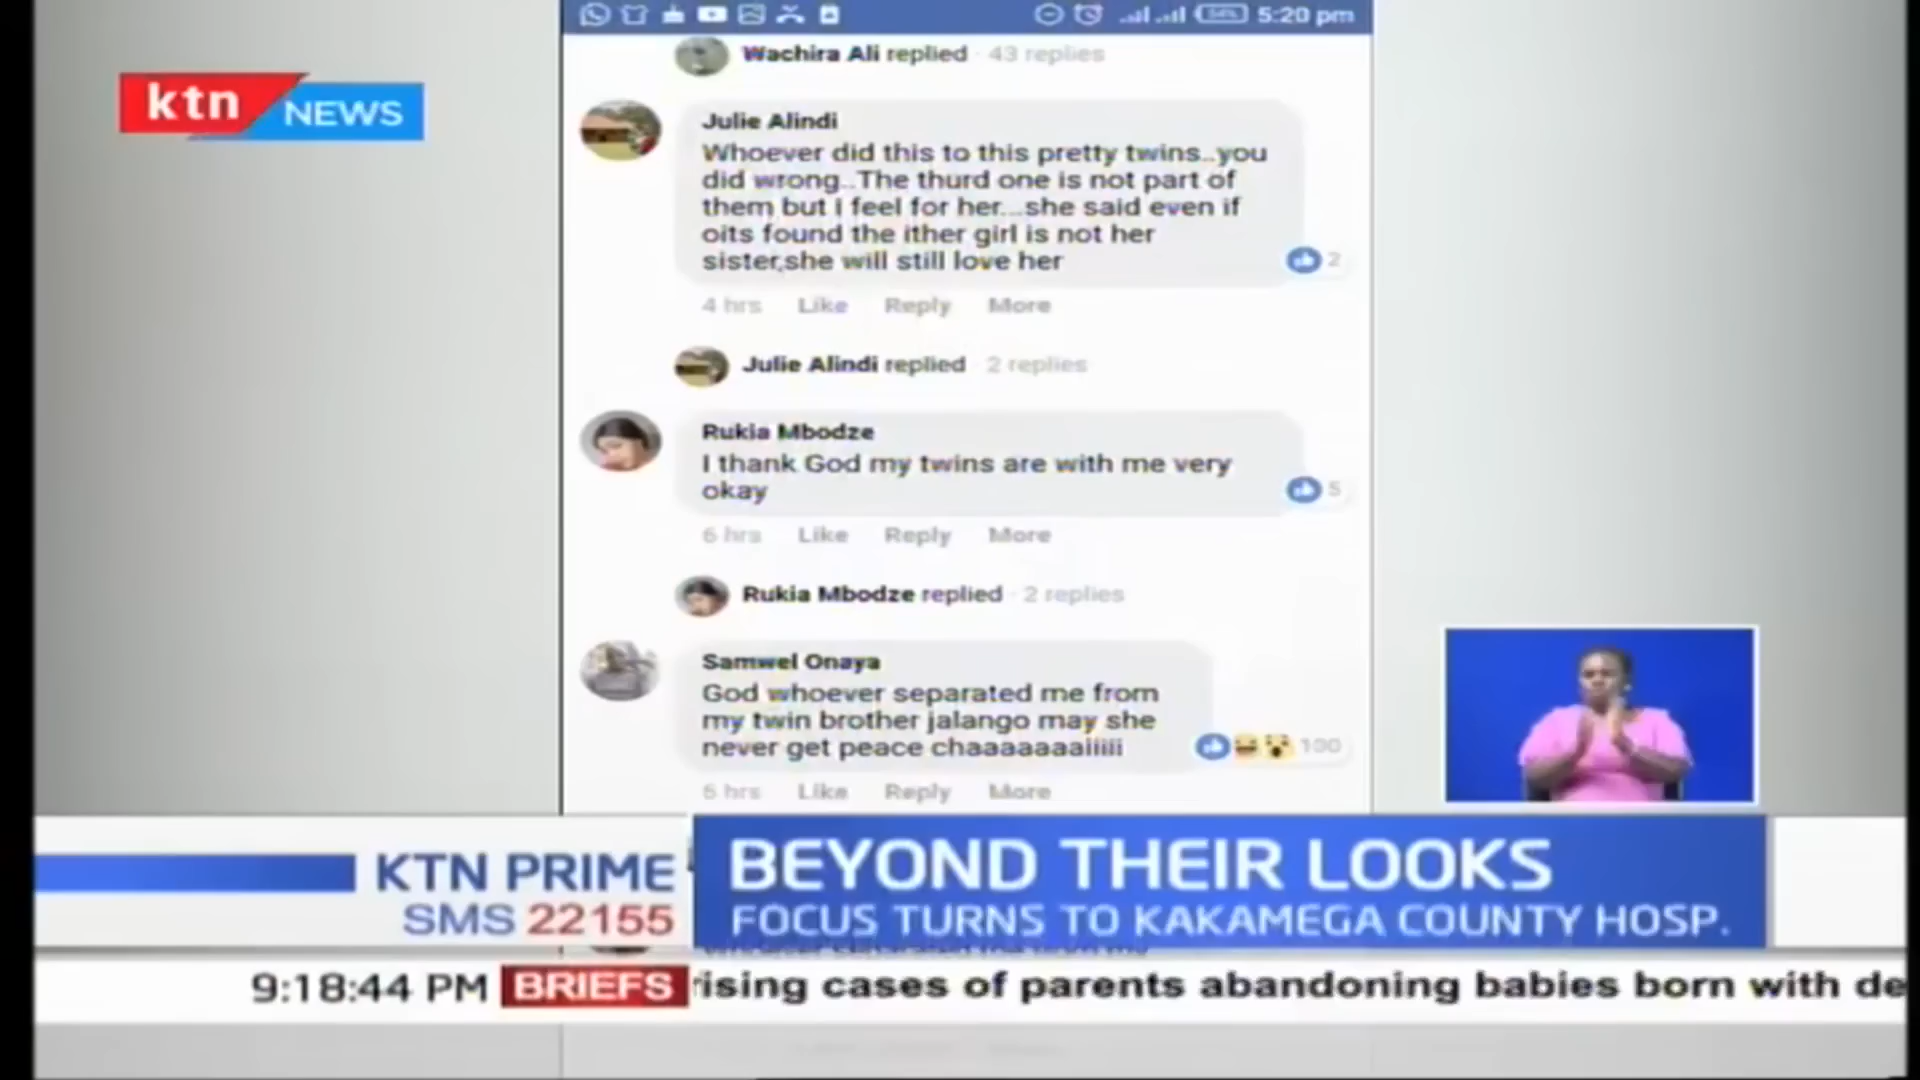 54% 5:20 pm
Wachira Ali replied · 43 replies
ktn NEWS
Julie Alindi
Whoever did this to this pretty twins..you
did wrong..The thurd one is not part of
them but i feel for her...she said even if
oits found the ither girl is not her
sister,she will still love her
2
4 hrs Like Reply More
Julie Alindi replied · 2 replies
Rukia Mbodze
I thank God my twins are with me very
okay
5
6 hrs Like Reply More
Rukia Mbodze replied · 2 replies
Samwel Onaya
God whoever separated me from
my twin brother jalango may she
never get peace chaaaaaaaiiiii
100
Like Reply More
KTN PRIME
SMS 22155
BEYOND THEIR LOOKS
FOCUS TURNS TO KAKAMEGA COUNTY HOSP.
9:18:44 PM BRIEFS rising cases of parents abandoning babies born with de